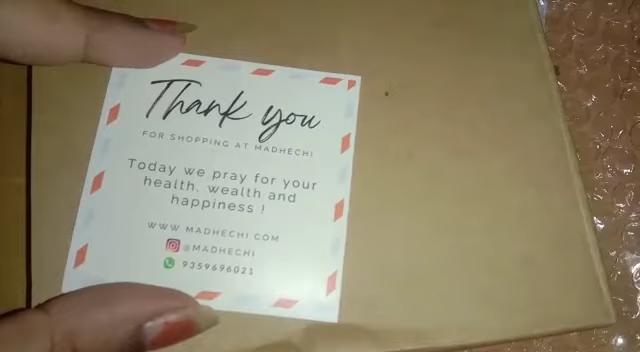 Thank you
FOR SHOPPING AT MADHECHI
Today we pray for your
health, wealth and
happiness !
WWW.MADHECHI.COM
@MADHECHI
9359696021